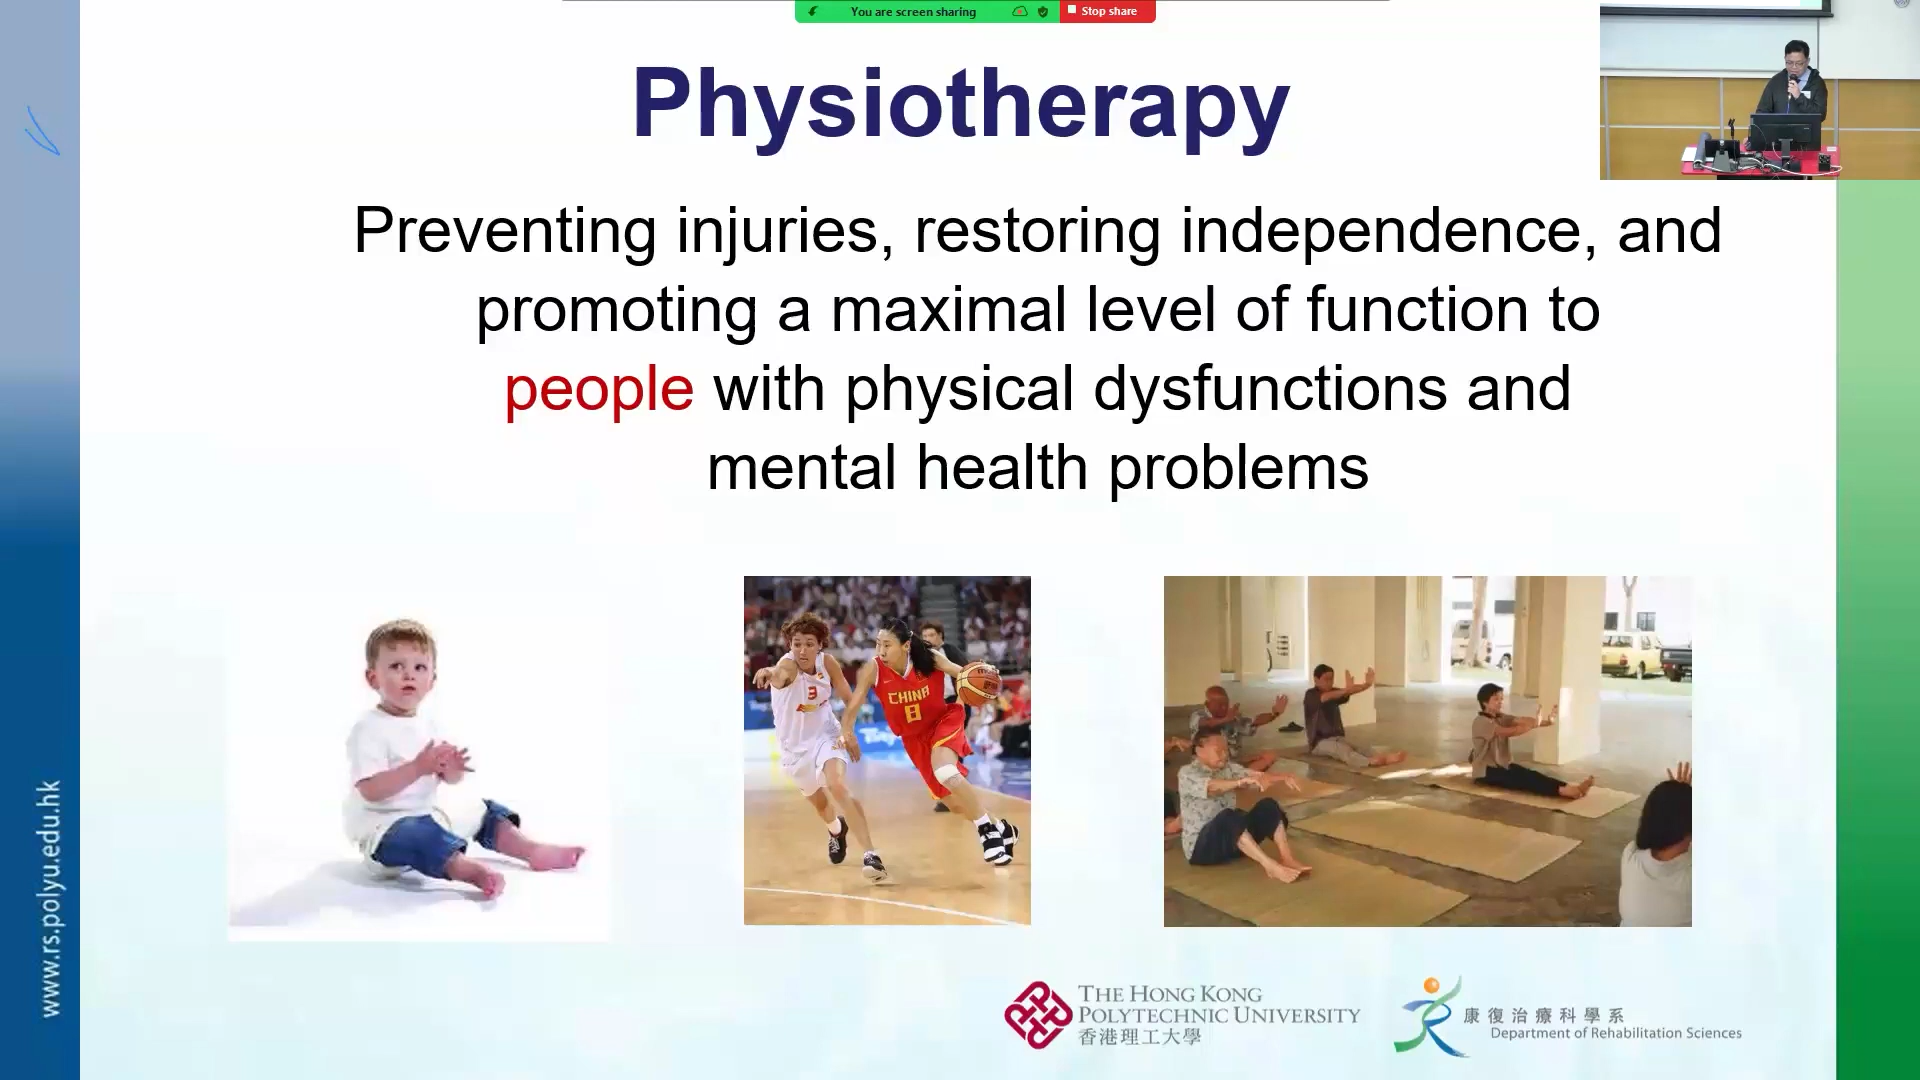 You are screen sharing
Stop share
Physiotherapy
Preventing injuries, restoring independence, and
promoting a maximal level of function to
people with physical dysfunctions and
mental health problems
3
CHINA
8
www.rs.polyu.edu.hk
THE HONG KONG
POLYTECHNIC UNIVERSITY
香港理工大學
康復治療科學系
Department of Rehabilitation Sciences